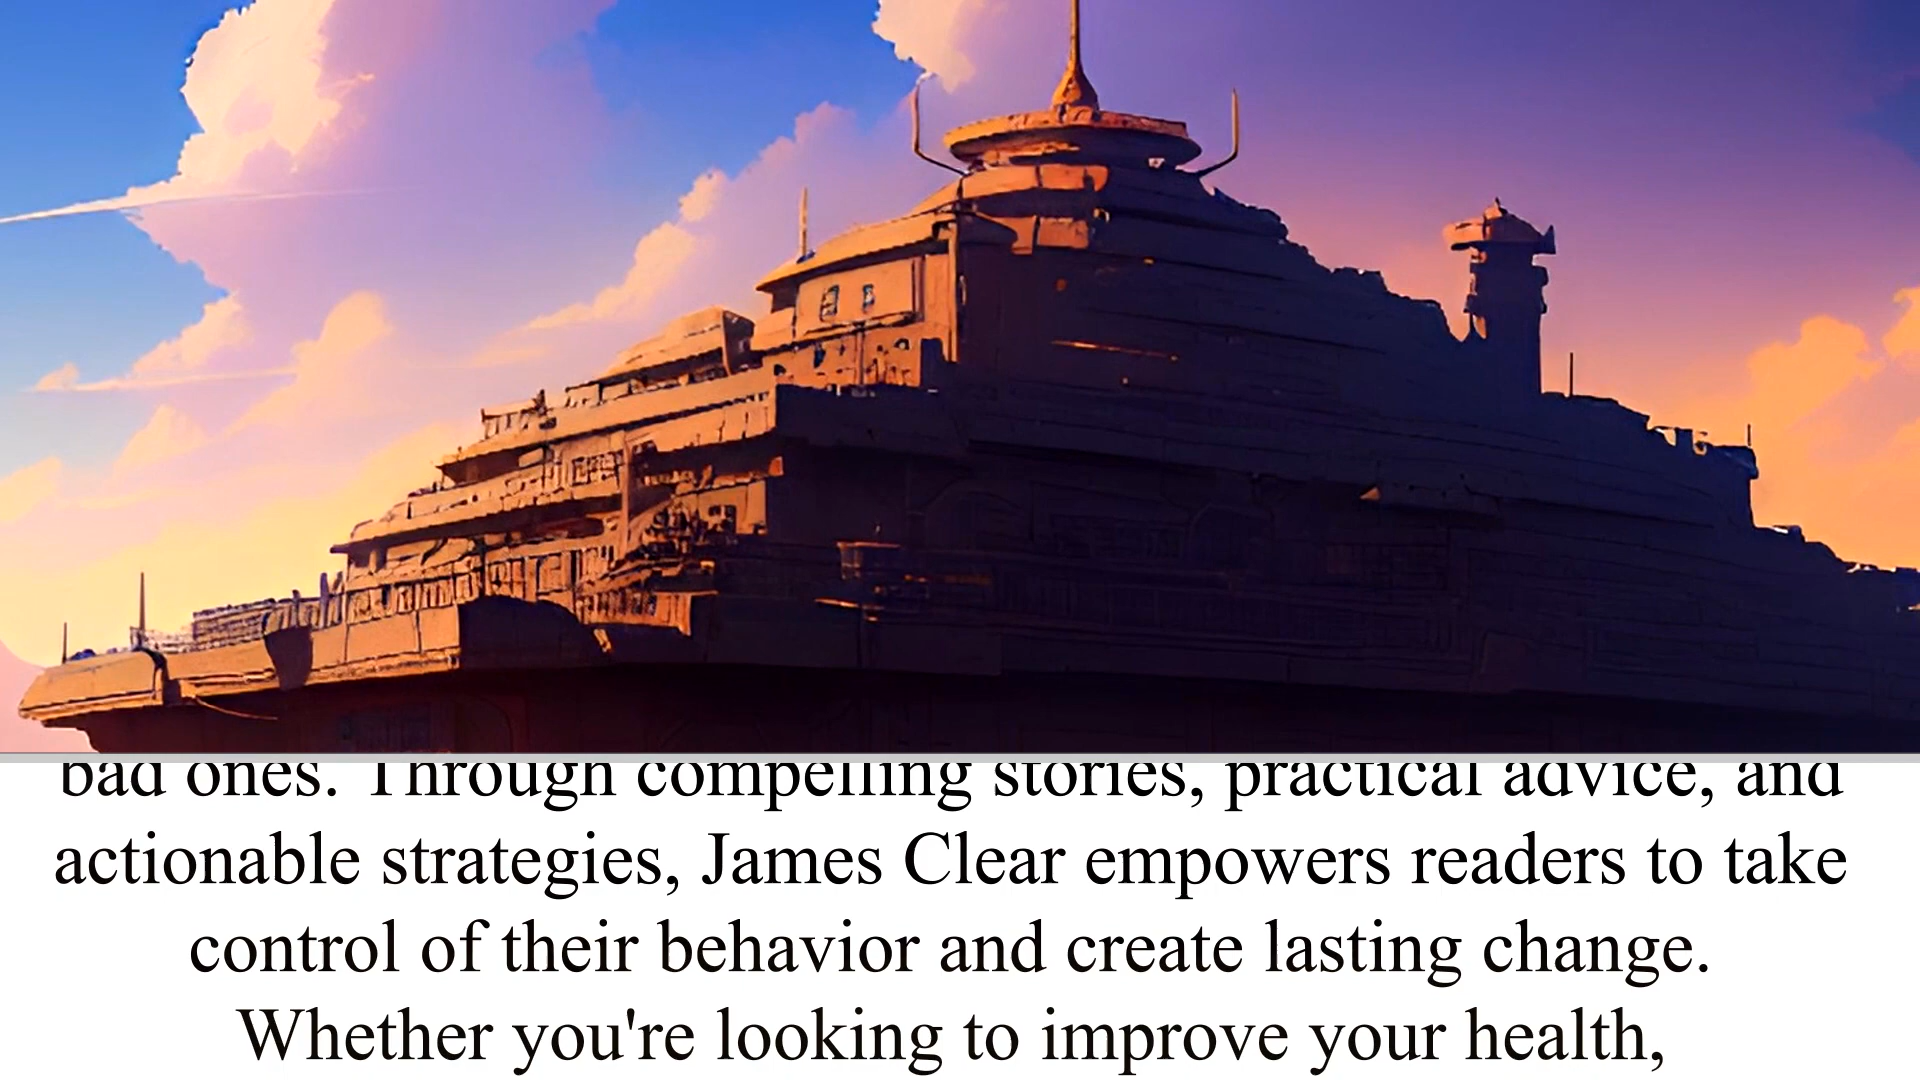 bad ones. Through compelling stories, practical advice, and
actionable strategies, James Clear empowers readers to take
control of their behavior and create lasting change.
Whether you're looking to improve your health,